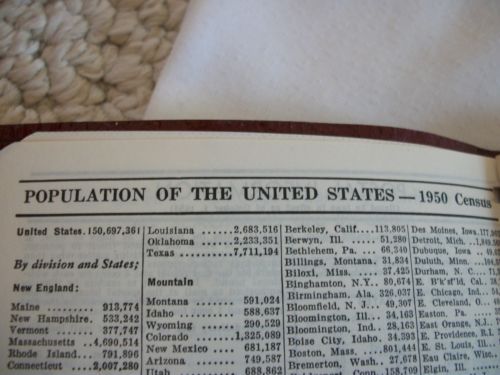 POPULATION OF THE UNITED STATES — 1950 Census
United States. 150,697,361
By division and States;
New England:
Maine ......... 913,774
New Hampshire. 533,242
Vermont ...... 377,747
Massachusetts . 4,690,514
Rhode Island... 791,896
Connecticut .... 2,007,280
Louisiana ...... 2,683,516
Oklahoma ...... 2,233,351
Texas .......... 7,711,194
Mountain
Montana ...... 591,024
Idaho ......... 588,637
Wyoming ...... 290,529
Colorado ...... 1,325,089
New Mexico .... 681,187
Arizona ....... 749,587
Utah .......... 688,862
Berkeley, Calif.... 113,805
Berwyn, Ill. ..... 51,280
Bethlehem, Pa. .. 66,340
Billings, Montana. 31,834
Biloxi, Miss. .... 37,425
Binghamton, N.Y.. 80,674
Birmingham, Ala. 326,037
Bloomfield, N. J... 49,307
Bloomington, Ill.. 34,163
Bloomington, Ind.. 28,163
Boise City, Idaho. 34,393
Boston, Mass. .... 801,444
Bremerton, Wash. . 27,678
158,709
Des Moines, Iowa
Detroit, Mich.
Dubuque, Iowa
Duluth, Minn.
Durham, N. C.
E. Chicago, Ind.
E. Cleveland, O.
Easton, Pa.
East Orange, N.J.
E. Providence, R.I.
E. St. Louis, Ill.
Eau Claire, Wisc.
Elgin, Ill.